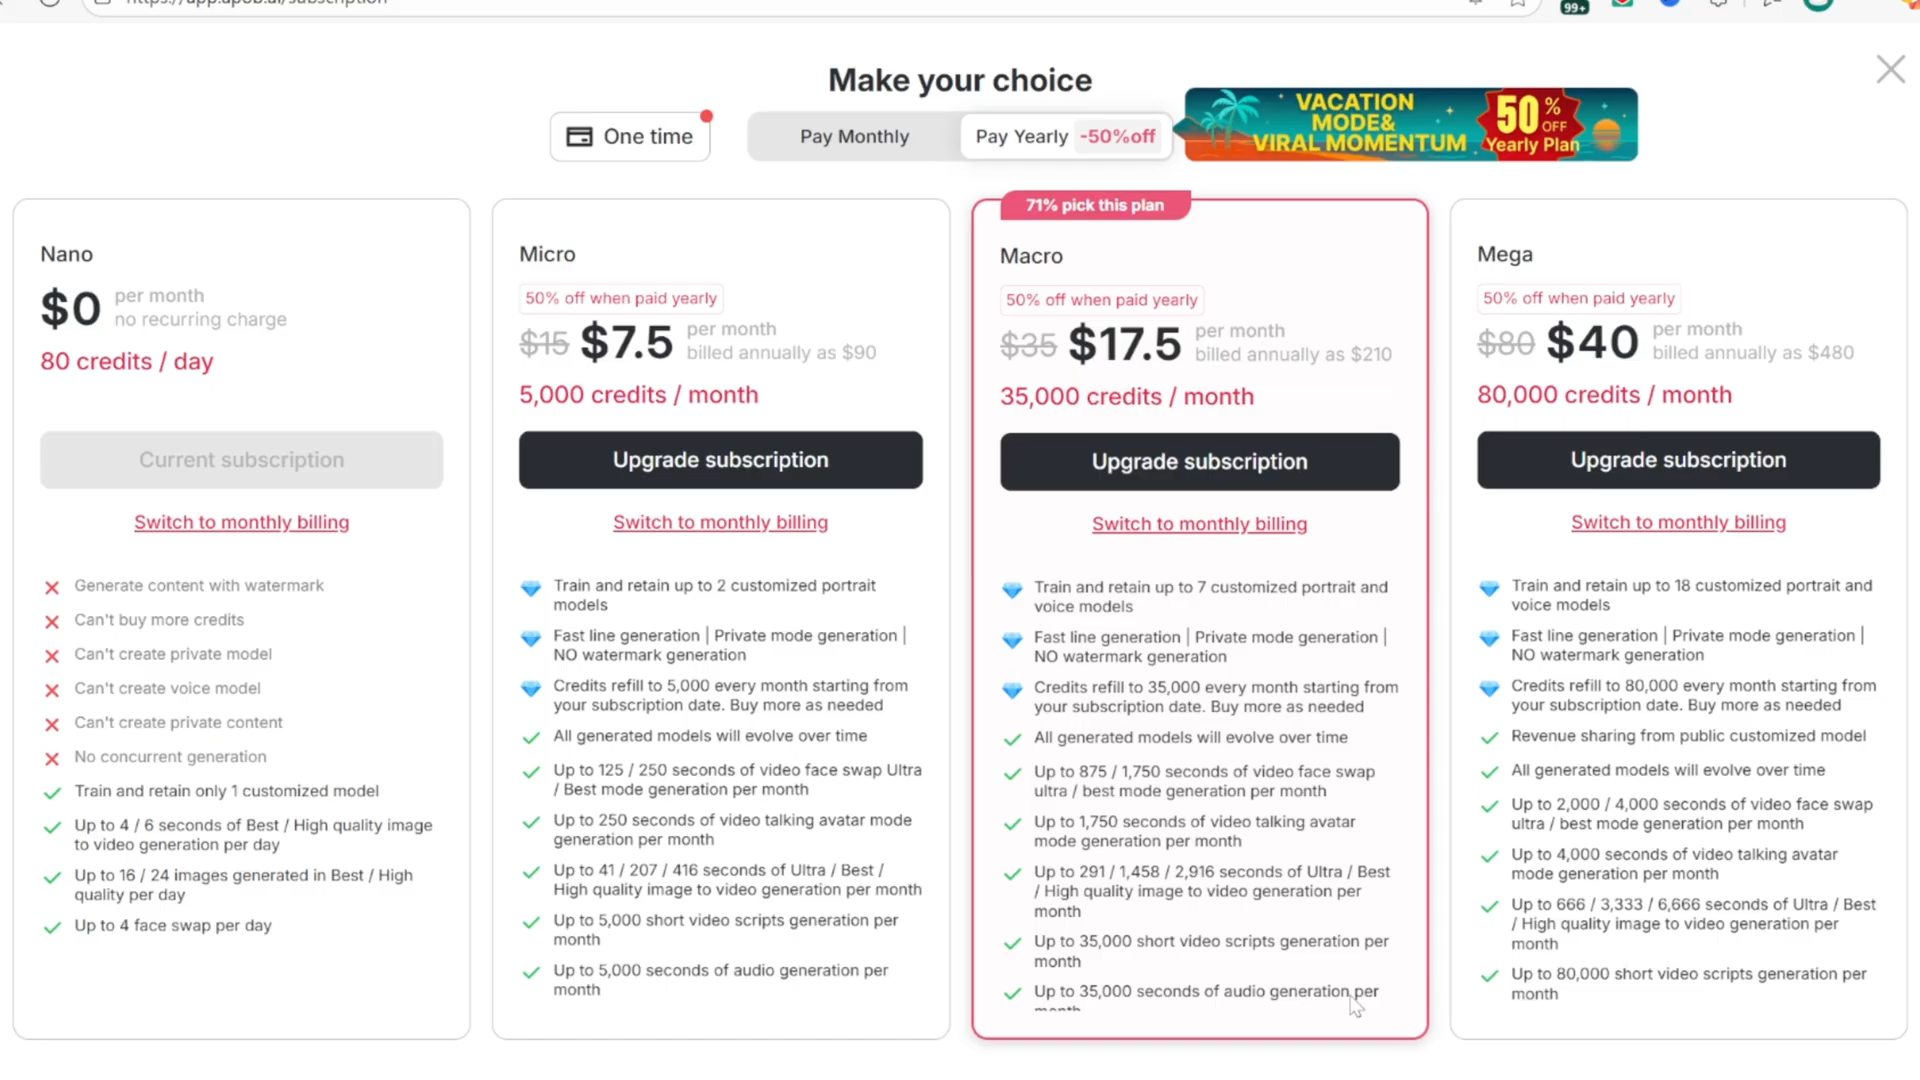 https://app.apob.ai/subscription
99+
Make your choice
One time
Pay Monthly
Pay Yearly -50%off
VACATION
MODE&
VIRAL MOMENTUM
50% OFF
Yearly Plan
Nano
$0 per month
no recurring charge
80 credits / day
Current subscription
Switch to monthly billing
Generate content with watermark
Can't buy more credits
Can't create private model
Can't create voice model
Can't create private content
No concurrent generation
Train and retain only 1 customized model
Up to 4 / 6 seconds of Best / High quality image
to video generation per day
Up to 16 / 24 images generated in Best / High
quality per day
Up to 4 face swap per day
Micro
50% off when paid yearly
$15 $7.5 per month
billed annually as $90
5,000 credits / month
Upgrade subscription
Switch to monthly billing
Train and retain up to 2 customized portrait
models
Fast line generation | Private mode generation |
NO watermark generation
Credits refill to 5,000 every month starting from
your subscription date. Buy more as needed
All generated models will evolve over time
Up to 125 / 250 seconds of video face swap Ultra
/ Best mode generation per month
Up to 250 seconds of video talking avatar mode
generation per month
Up to 41 / 207 / 416 seconds of Ultra / Best /
High quality image to video generation per month
Up to 5,000 short video scripts generation per
month
Up to 5,000 seconds of audio generation per
month
71% pick this plan
Macro
50% off when paid yearly
$35 $17.5 per month
billed annually as $210
35,000 credits / month
Upgrade subscription
Switch to monthly billing
Train and retain up to 7 customized portrait and
voice models
Fast line generation | Private mode generation |
NO watermark generation
Credits refill to 35,000 every month starting from
your subscription date. Buy more as needed
All generated models will evolve over time
Up to 875 / 1,750 seconds of video face swap
ultra / best mode generation per month
Up to 1,750 seconds of video talking avatar
mode generation per month
Up to 291 / 1,458 / 2,916 seconds of Ultra / Best
/ High quality image to video generation per
month
Up to 35,000 short video scripts generation per
month
Up to 35,000 seconds of audio generation per
month
Mega
50% off when paid yearly
$80 $40 per month
billed annually as $480
80,000 credits / month
Upgrade subscription
Switch to monthly billing
Train and retain up to 18 customized portrait and
voice models
Fast line generation | Private mode generation |
NO watermark generation
Credits refill to 80,000 every month starting from
your subscription date. Buy more as needed
Revenue sharing from public customized model
All generated models will evolve over time
Up to 2,000 / 4,000 seconds of video face swap
ultra / best mode generation per month
Up to 4,000 seconds of video talking avatar
mode generation per month
Up to 666 / 3,333 / 6,666 seconds of Ultra / Best
/ High quality image to video generation per
month
Up to 80,000 short video scripts generation per
month